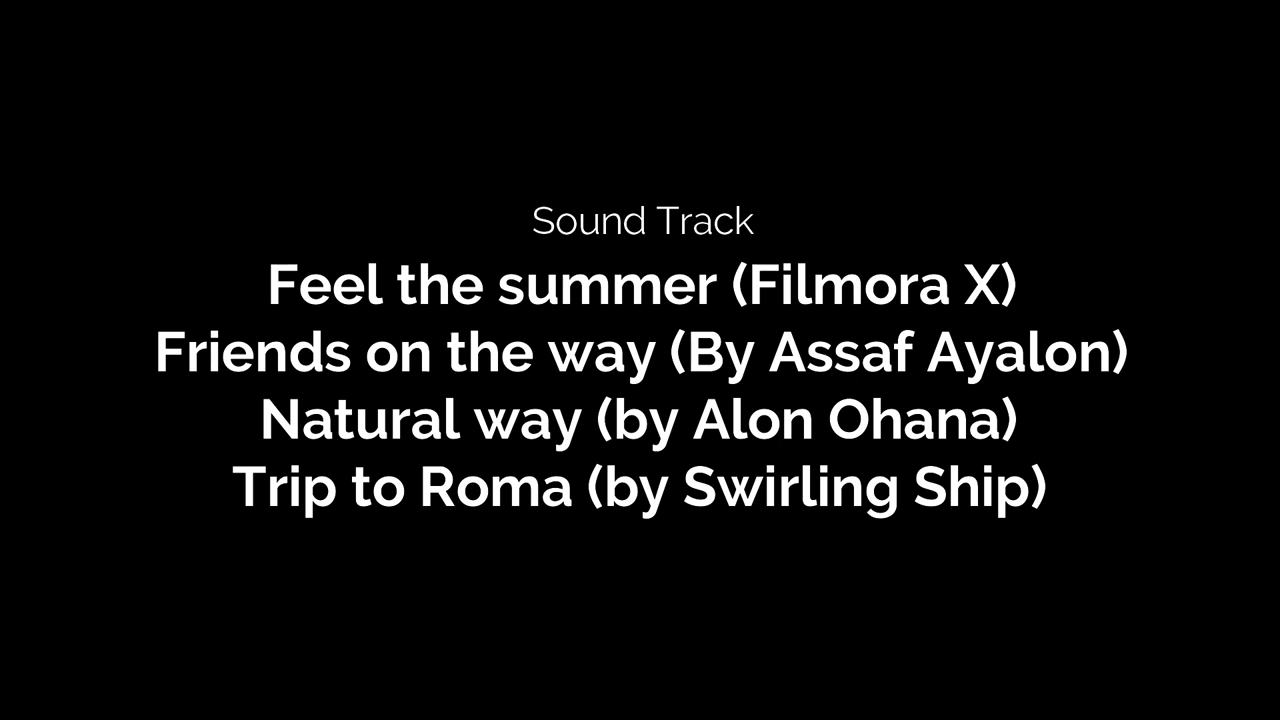 Sound Track
Feel the summer (Filmora X)
Friends on the way (By Assaf Ayalon)
Natural way (by Alon Ohana)
Trip to Roma (by Swirling Ship)